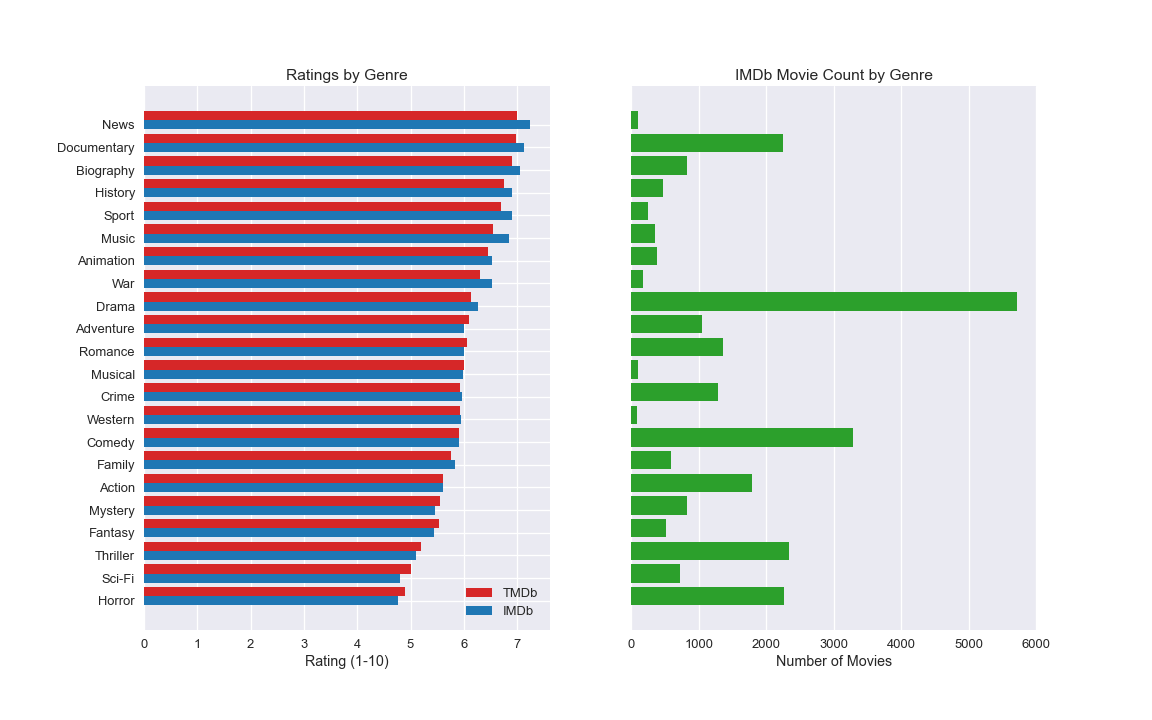 Ratings by Genre
News
Documentary
Biography
History
Sport
Music
Animation
War
Drama
Adventure
Romance
Musical
Crime
Western
Comedy
Family
Action
Mystery
Fantasy
Thriller
Sci-Fi
Horror
TMDb
IMDb
0 1 2 3 4 5 6 7
Rating (1-10)
IMDb Movie Count by Genre
0 1000 2000 3000 4000 5000 6000
Number of Movies